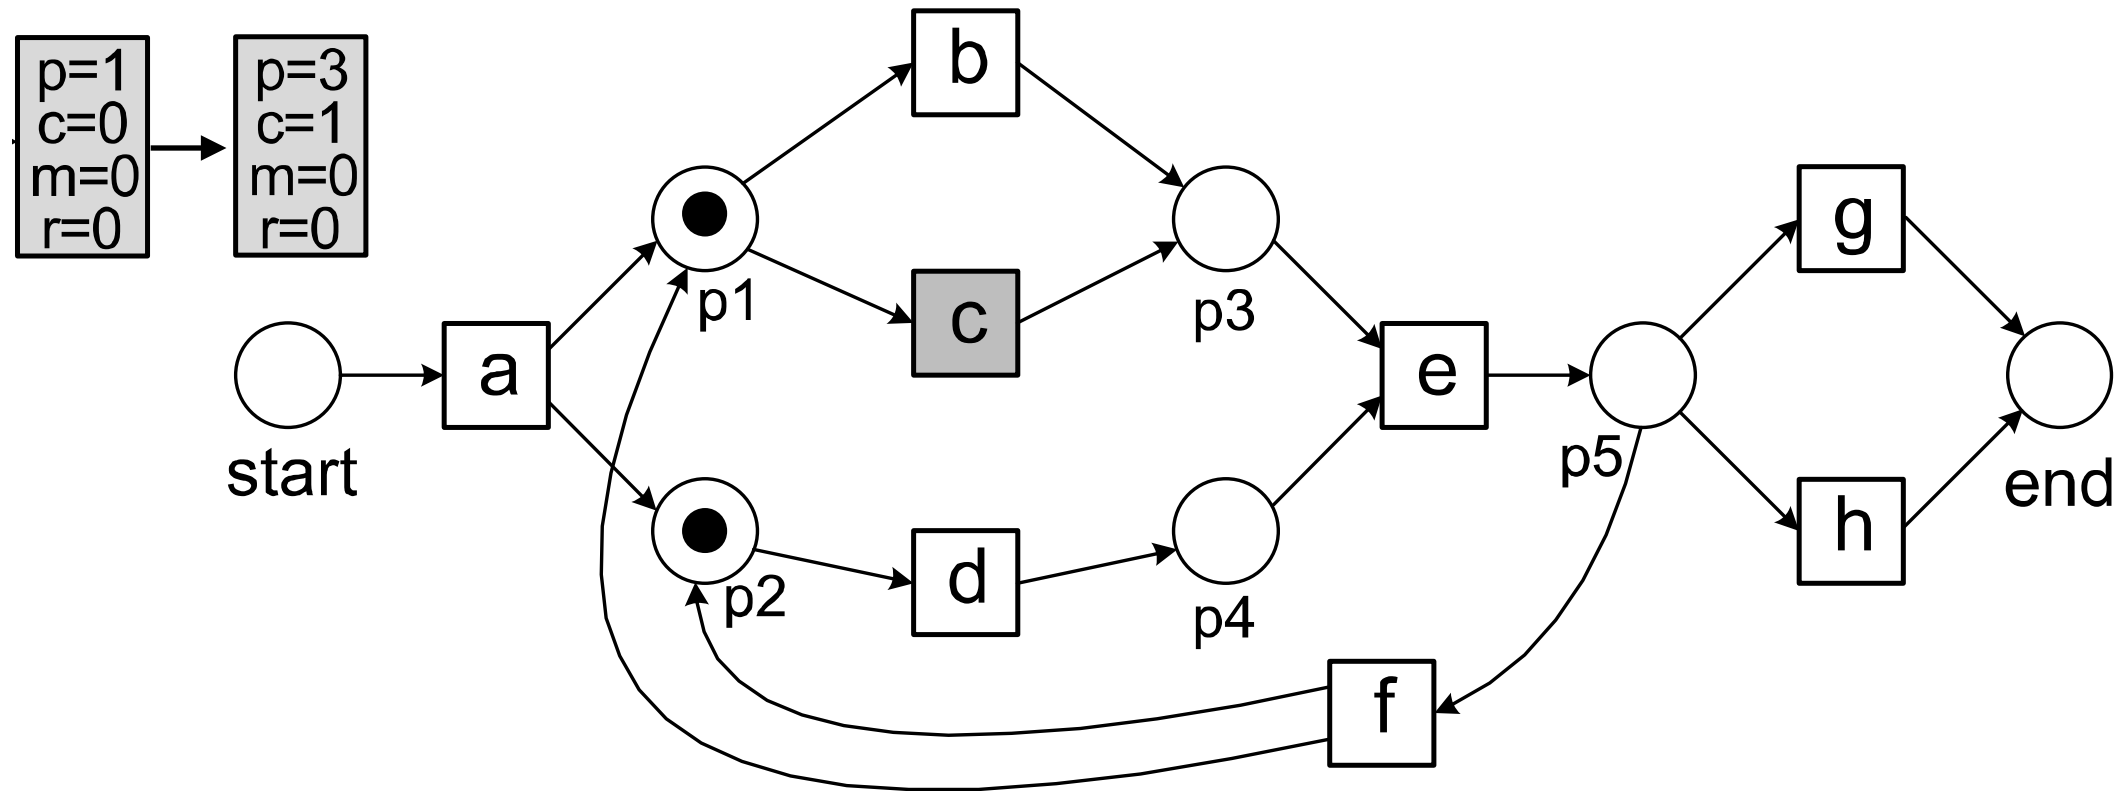 p=1
c=0
m=0
r=0
p=3
c=1
m=0
r=0
b
g
p1
c
p3
a
e
start
p5
end
d
h
p2
p4
f